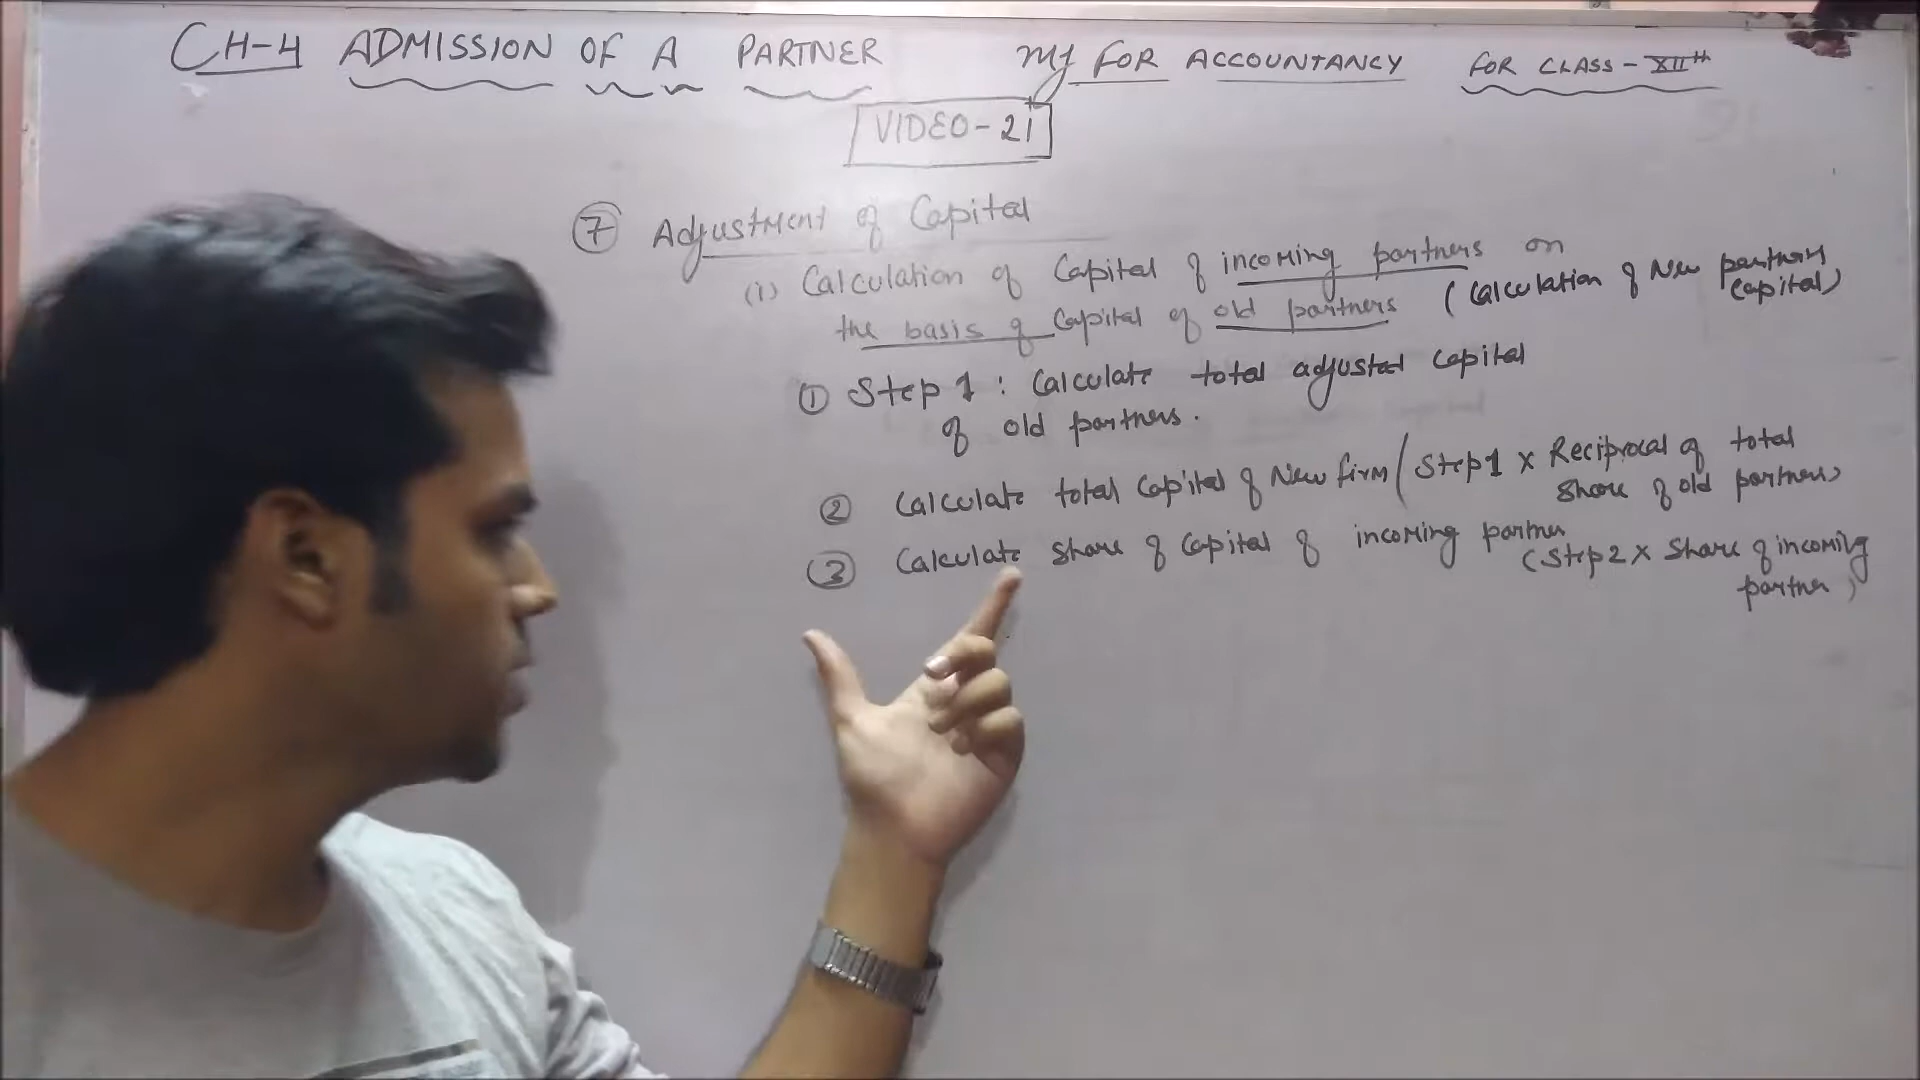 CH-4 ADMISSION OF A PARTNER MJ FOR ACCOUNTANCY FOR CLASS-XIIth
VIDEO-21
7 Adjustment of Capital
(i) Calculation of Capital of incoming partners on
the basis of Capital of old partners (Calculation of New partners
Capital)
① Step 1: Calculate total adjusted capital
of old partners.
② Calculate total Capital of New firm (Step 1 × Reciprocal of total
Share of old partners)
③ Calculate share of Capital of incoming partner
(Step 2 × Share of incoming
partner)